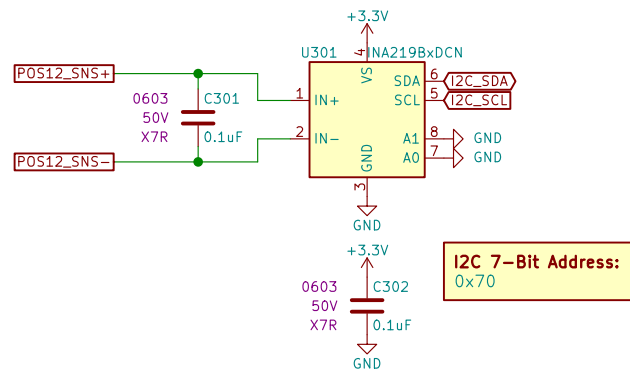 +3.3V
U301
INA219BxDCN
4
VS
POS12_SNS+
SDA
6
I2C_SDA
0603
C301
1
IN+
SCL
5
I2C_SCL
50V
X7R
0.1uF
2
IN-
A1
8
GND
POS12_SNS-
GND
A0
7
GND
3
GND
+3.3V
I2C 7-Bit Address:
0x70
0603
C302
50V
X7R
0.1uF
GND